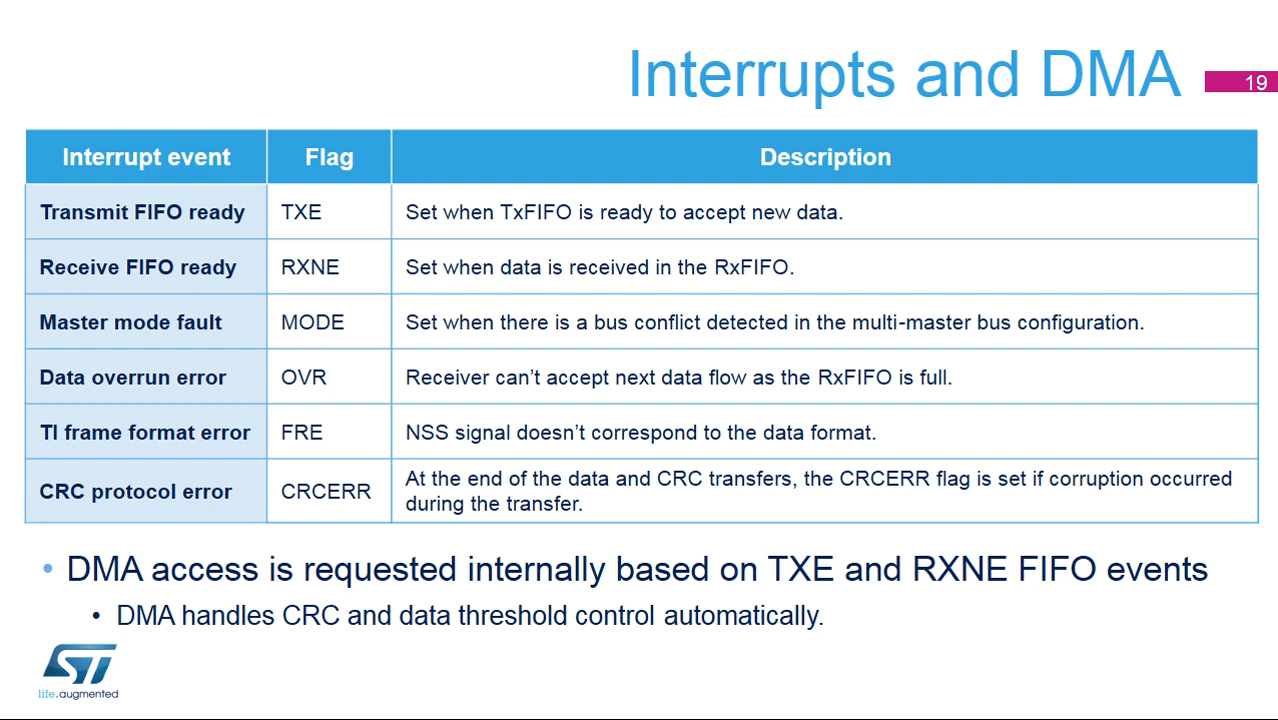 Interrupts and DMA
19
Interrupt event Flag Description
Transmit FIFO ready TXE Set when TxFIFO is ready to accept new data.
Receive FIFO ready RXNE Set when data is received in the RxFIFO.
Master mode fault MODE Set when there is a bus conflict detected in the multi-master bus configuration.
Data overrun error OVR Receiver can’t accept next data flow as the RxFIFO is full.
TI frame format error FRE NSS signal doesn’t correspond to the data format.
CRC protocol error CRCERR At the end of the data and CRC transfers, the CRCERR flag is set if corruption occurred
during the transfer.
• DMA access is requested internally based on TXE and RXNE FIFO events
• DMA handles CRC and data threshold control automatically.
ST
life.augmented